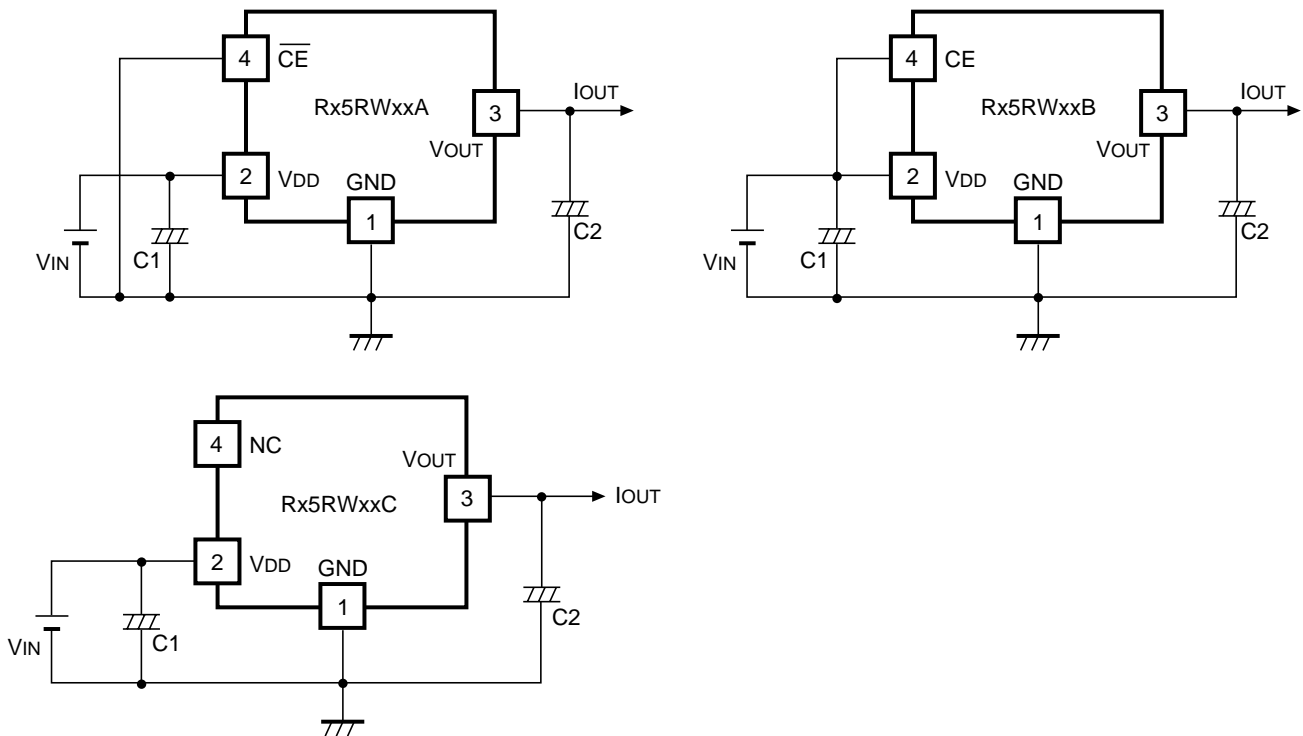 4
C̅E̅
Rx5RWxxA
IOUT
3
VOUT
2
VDD
GND
1
C2
VIN
C1
4
CE
Rx5RWxxB
IOUT
3
VOUT
2
VDD
GND
1
C2
VIN
C1
4
NC
VOUT
3
IOUT
Rx5RWxxC
2
VDD
GND
1
C2
VIN
C1